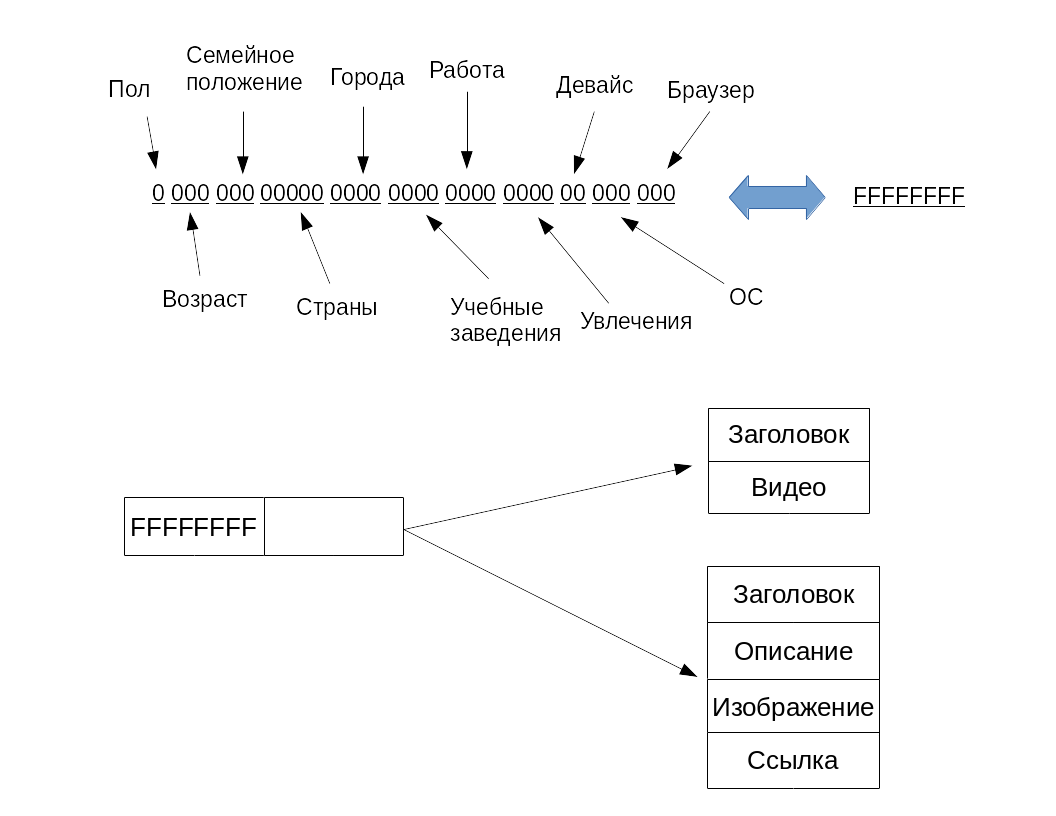 Пол
Семейное
положение
Города
Работа
Девайс
Браузер
0 000 000 00000 0000 0000 0000 0000 00 000 000
FFFFFFFF
Возраст
Страны
Учебные
заведения
Увлечения
ОС
FFFFFFFF
Заголовок
Видео
Заголовок
Описание
Изображение
Ссылка